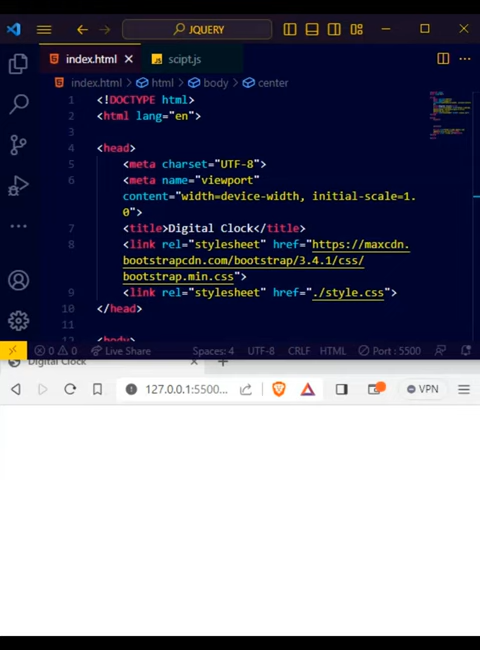 JQUERY
index.html
scipt.js
index.html > html > body > center
1 <!DOCTYPE html>
2 <html lang="en">
3
4 <head>
5 <meta charset="UTF-8">
6 <meta name="viewport"
content="width=device-width, initial-scale=1.
0">
7 <title>Digital Clock</title>
8 <link rel="stylesheet" href="https://maxcdn.
bootstrapcdn.com/bootstrap/3.4.1/css/
bootstrap.min.css">
9 <link rel="stylesheet" href="./style.css">
10 </head>
11
12 <body>
0 0 Live Share Spaces: 4 UTF-8 CRLF HTML Port : 5500
Digital Clock
127.0.0.1:5500... VPN